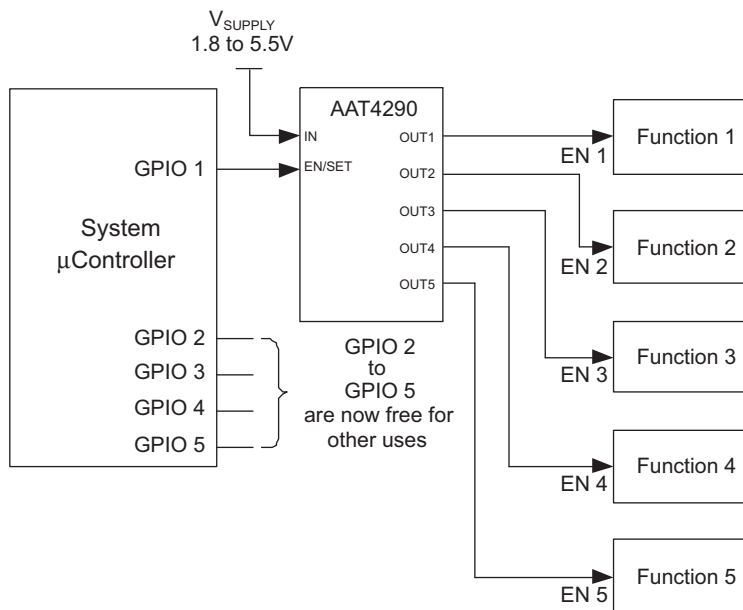 VSUPPLY
1.8 to 5.5V
AAT4290
IN
EN/SET
OUT1
OUT2
OUT3
OUT4
OUT5
GPIO 1
System
μController
GPIO 2
GPIO 3
GPIO 4
GPIO 5
GPIO 2
to
GPIO 5
are now free for
other uses
EN 1
Function 1
EN 2
Function 2
EN 3
Function 3
EN 4
Function 4
EN 5
Function 5